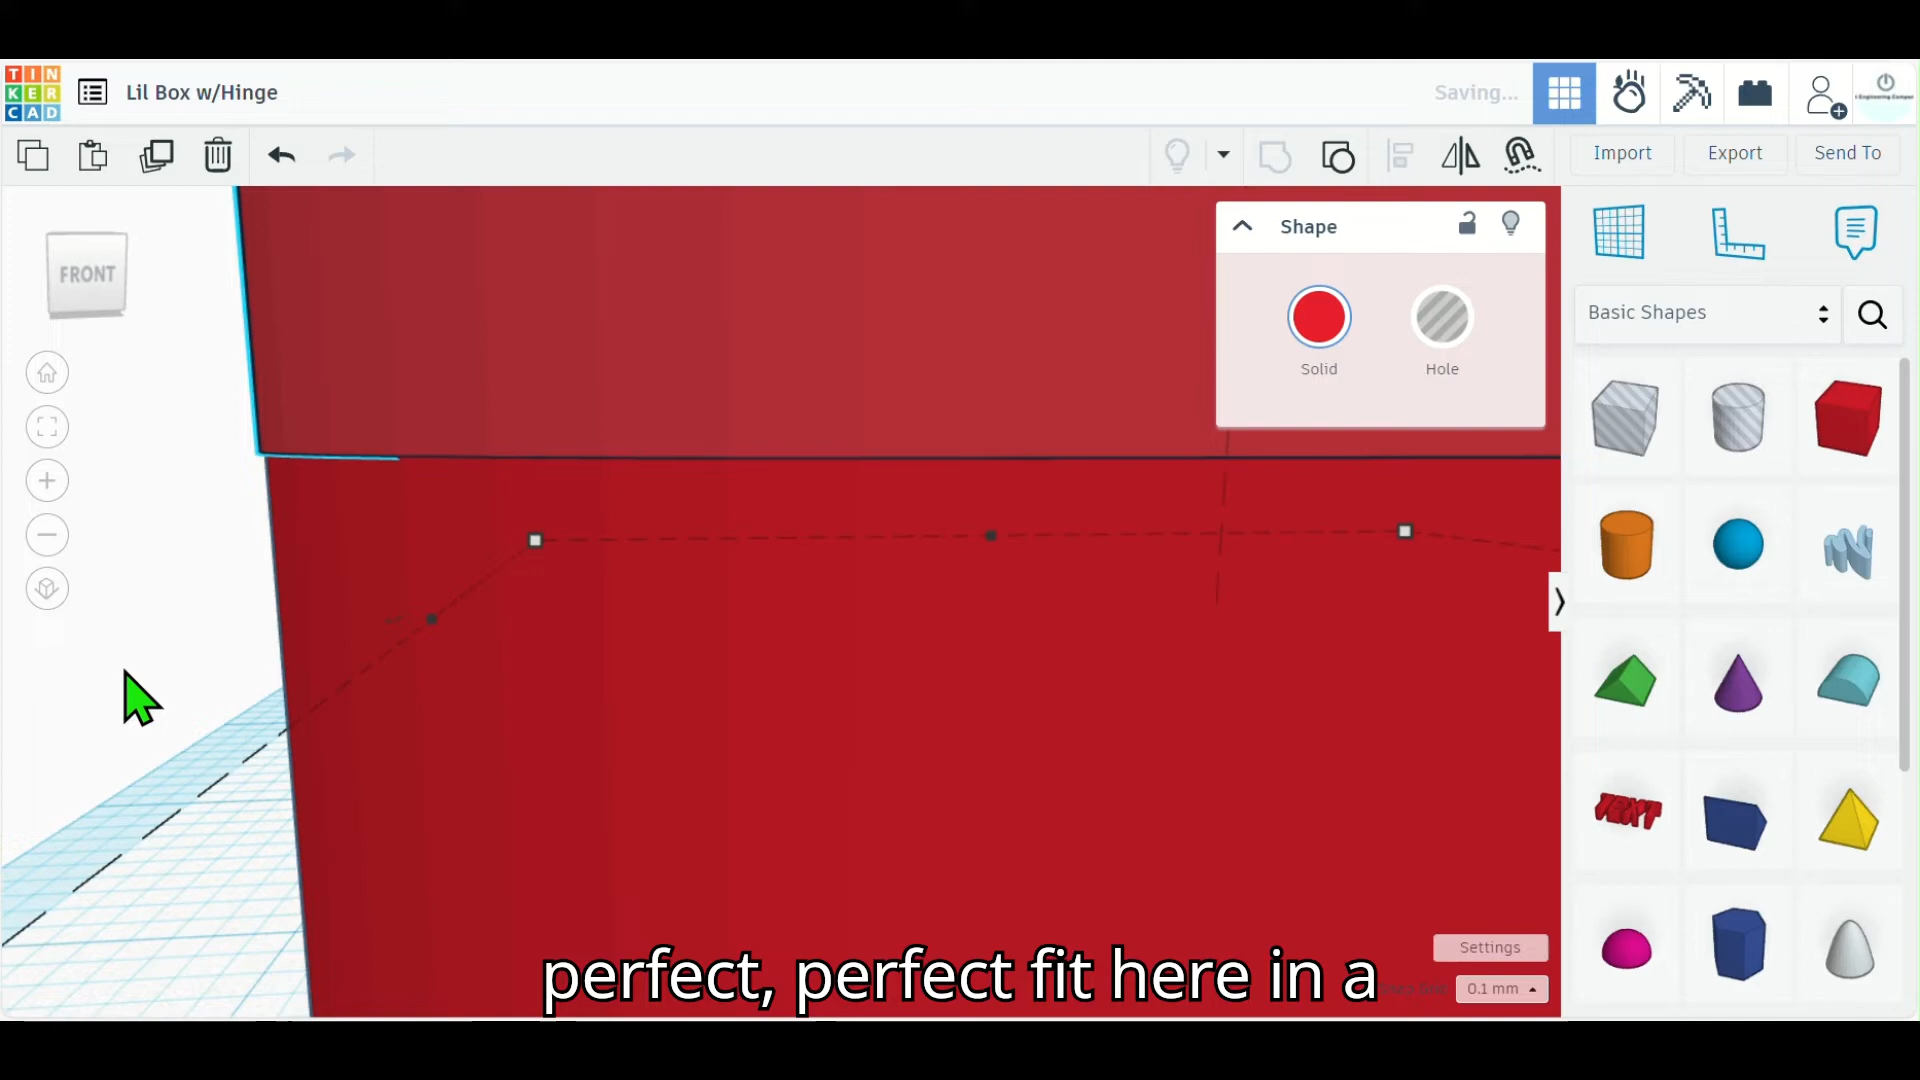 TIN
KER
CAD
Lil Box w/Hinge
Saving...
Import
Export
Send To
FRONT
Shape
Solid
Hole
Basic Shapes
TEXT
Settings
0.1 mm
perfect, perfect fit here in a